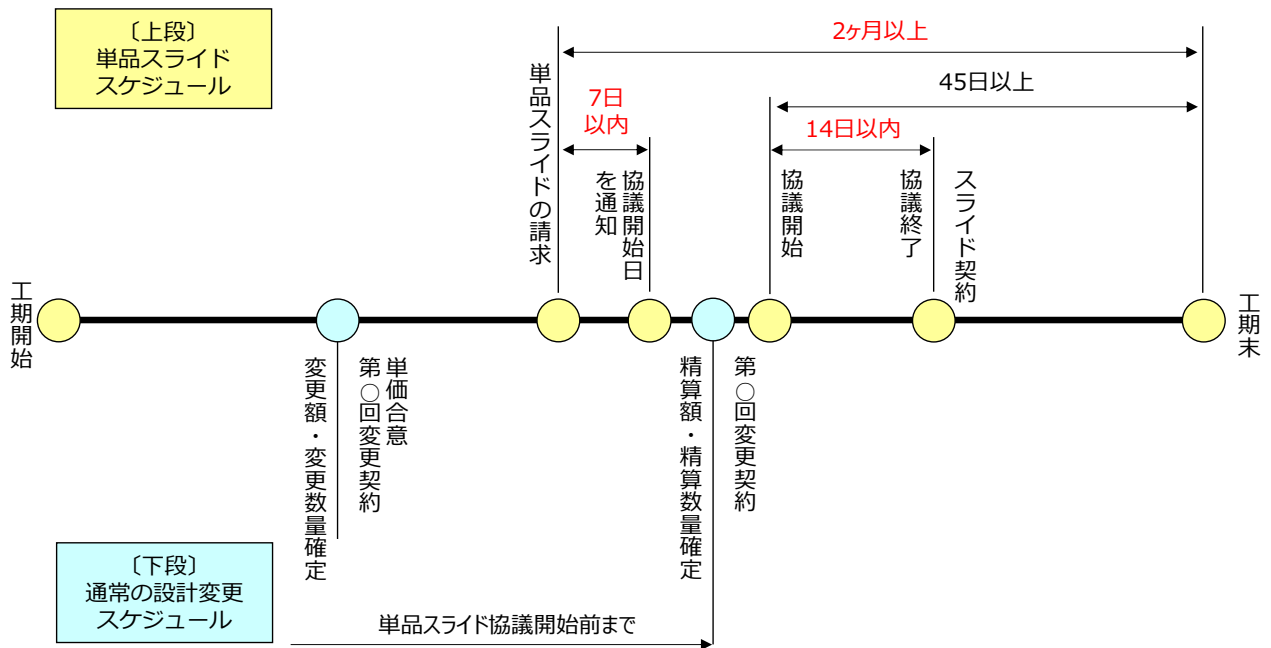 〔上段〕
単品スライド
スケジュール
2ヶ月以上
45日以上
7日
以内
14日以内
単品スライドの請求
協議開始日
を通知
協議開始
協議終了
スライド契約
工期開始
工期末
変更額・変更数量確定
単価合意
第○回変更契約
精算額・精算数量確定
第○回変更契約
〔下段〕
通常の設計変更
スケジュール
単品スライド協議開始前まで